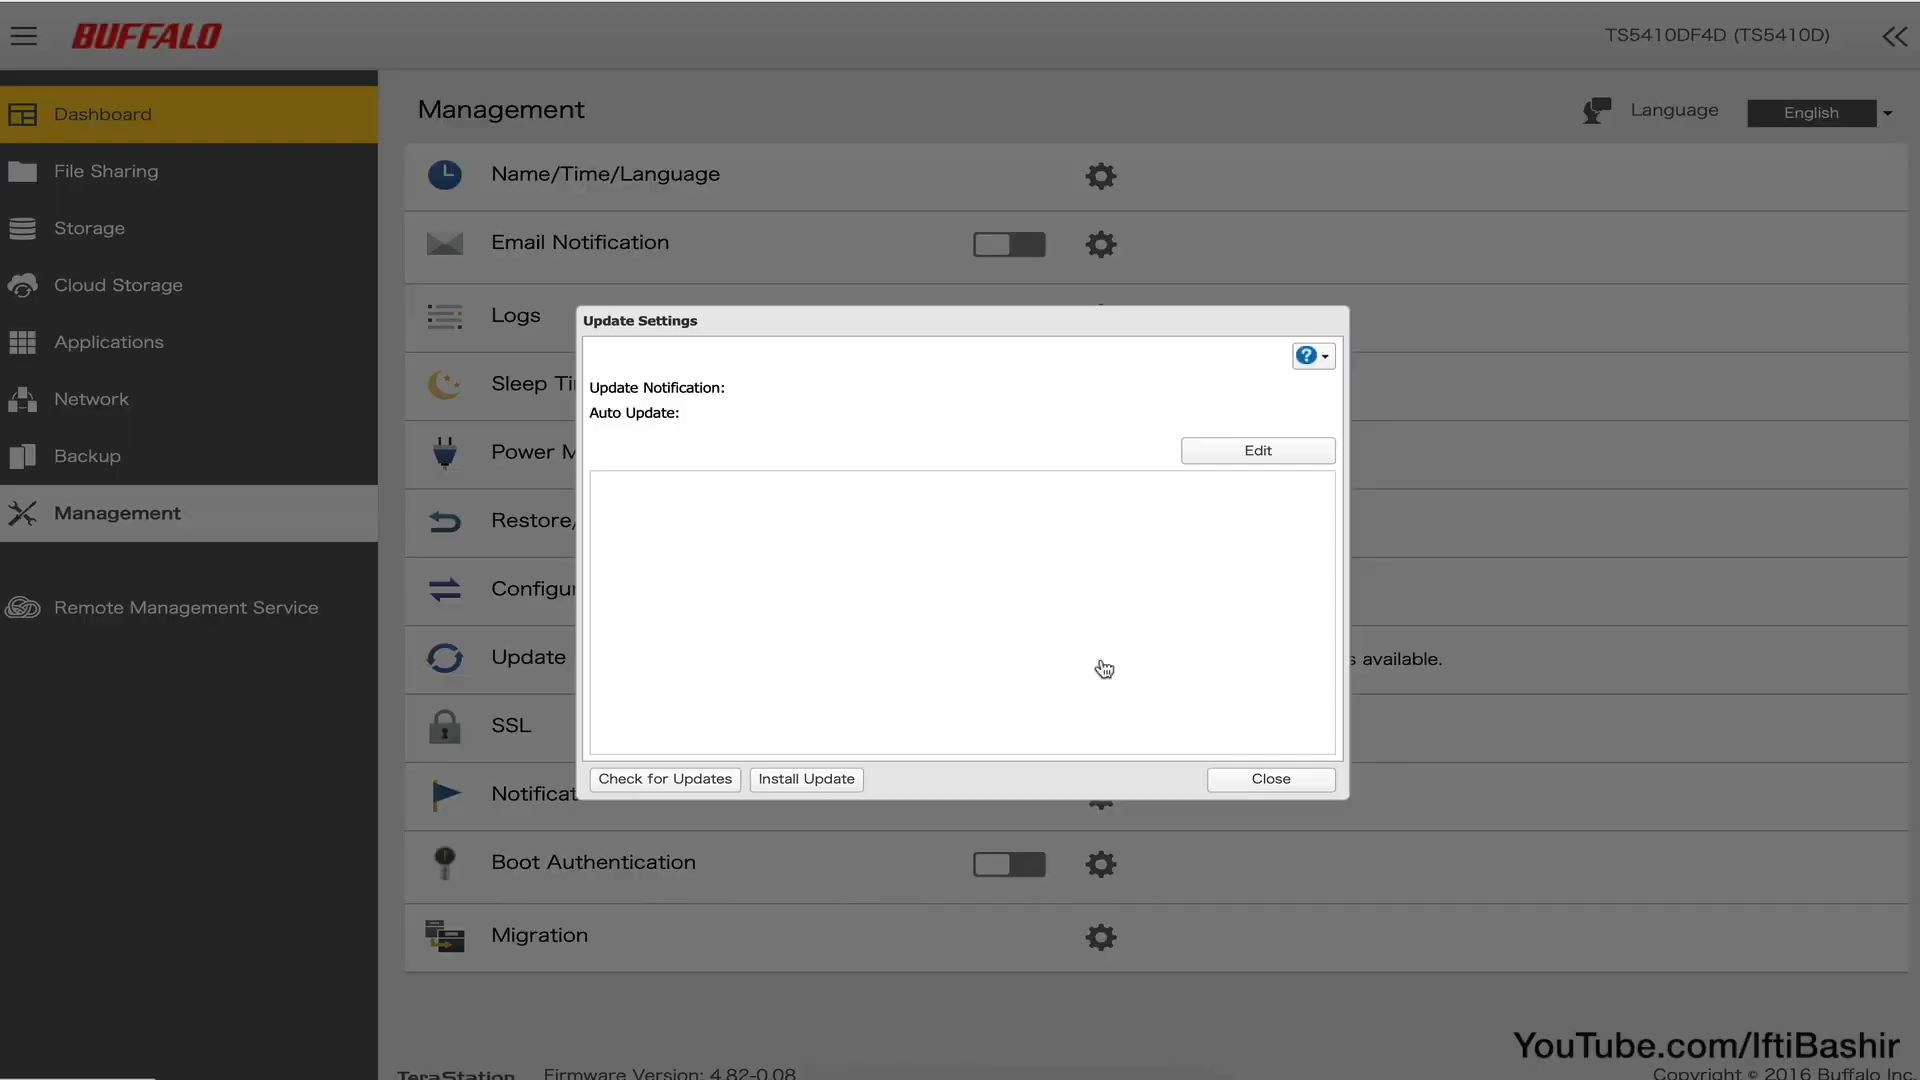 BUFFALO
TS5410DF4D (TS5410D)
Dashboard
File Sharing
Storage
Cloud Storage
Applications
Network
Backup
Management
Remote Management Service
Management
Language
English
Name/Time/Language
Email Notification
Logs
Sleep Ti
Power M
Restore/
Configu
Update
s available.
SSL
Notificat
Boot Authentication
Migration
Update Settings
?
Update Notification:
Auto Update:
Edit
Check for Updates
Install Update
Close
YouTube.com/IftiBashir
TeraStation
Firmware Version: 4.82-0.08
Copyright © 2016 Buffalo Inc.